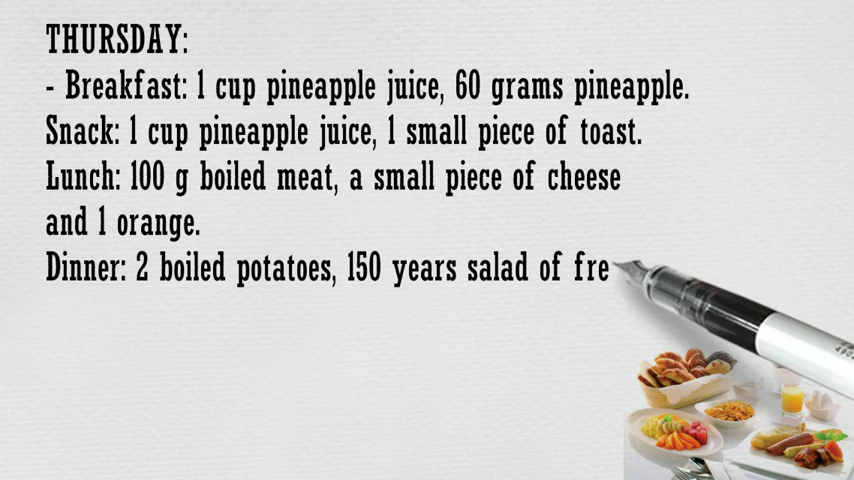 THURSDAY:
- Breakfast: 1 cup pineapple juice, 60 grams pineapple.
Snack: 1 cup pineapple juice, 1 small piece of toast.
Lunch: 100 g boiled meat, a small piece of cheese
and 1 orange.
Dinner: 2 boiled potatoes, 150 years salad of fre